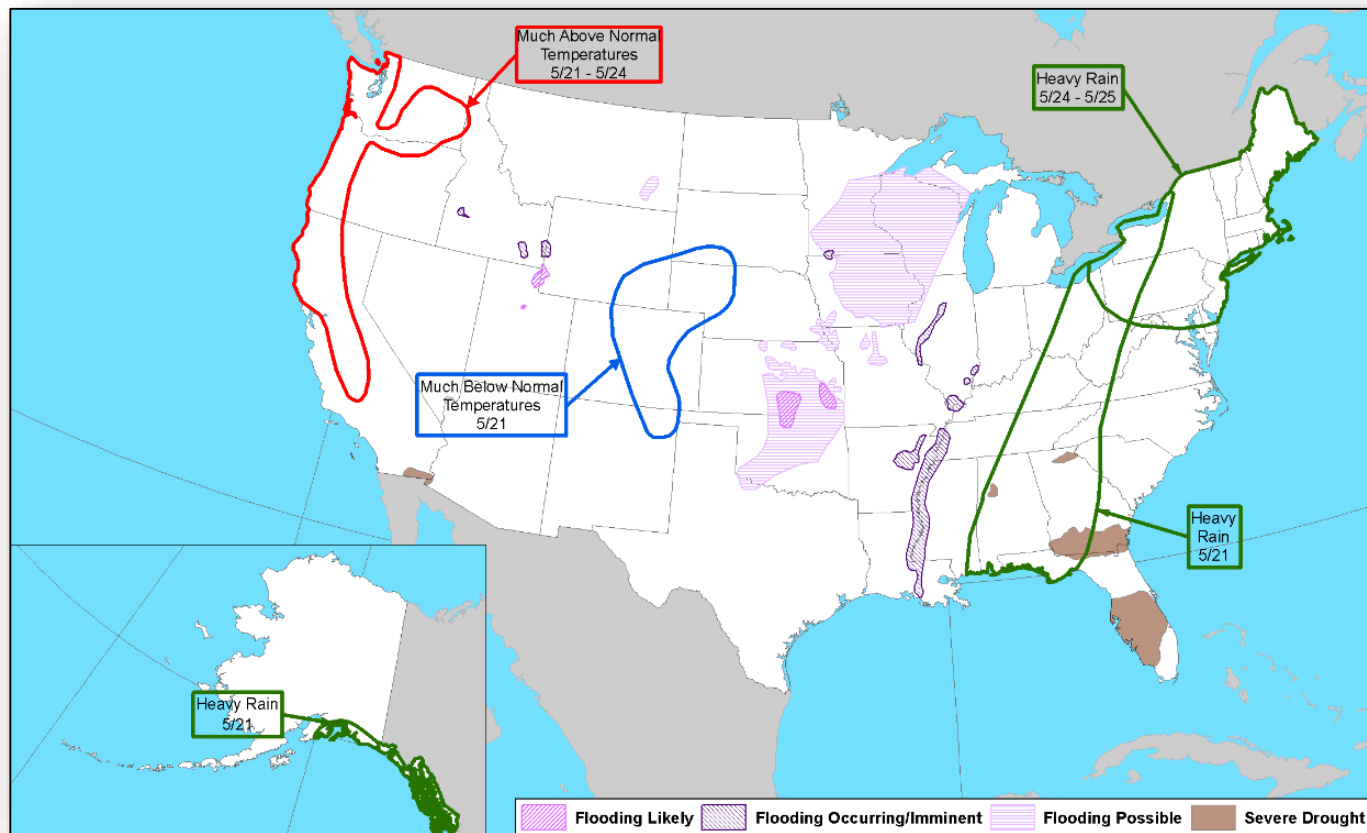 Much Above Normal
Temperatures
5/21 - 5/24
Heavy Rain
5/24 - 5/25
Much Below Normal
Temperatures
5/21
Heavy
Rain
5/21
Heavy Rain
5/21
Flooding Likely
Flooding Occurring/Imminent
Flooding Possible
Severe Drought